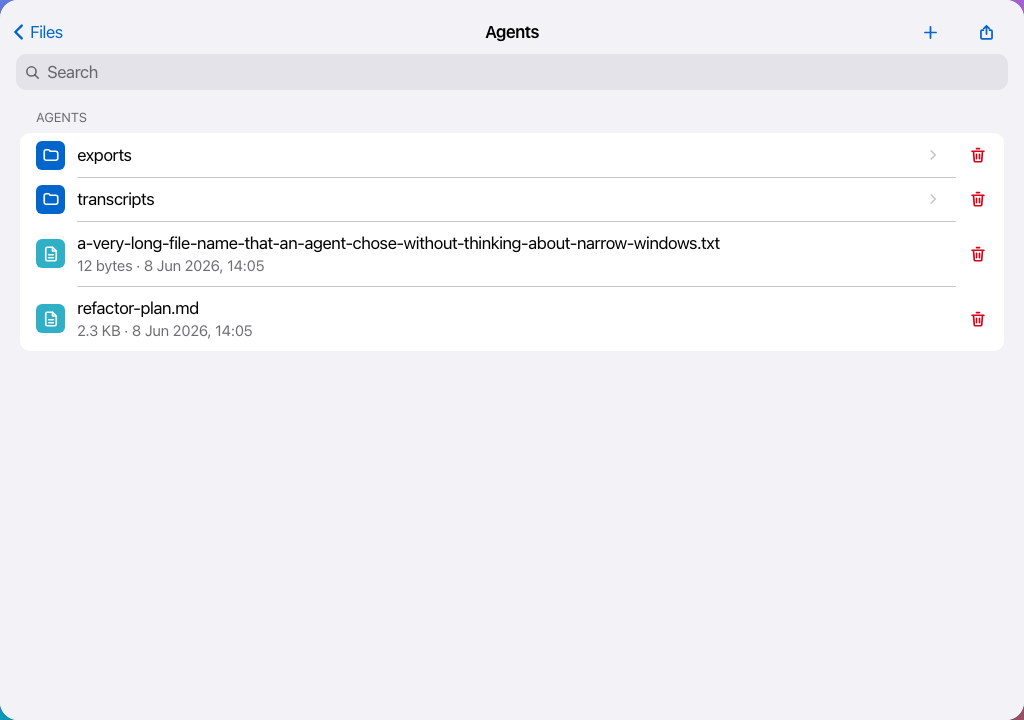 Files
Agents
Search
AGENTS
exports
transcripts
a-very-long-file-name-that-an-agent-chose-without-thinking-about-narrow-windows.txt
12 bytes · 8 Jun 2026, 14:05
refactor-plan.md
2.3 KB · 8 Jun 2026, 14:05